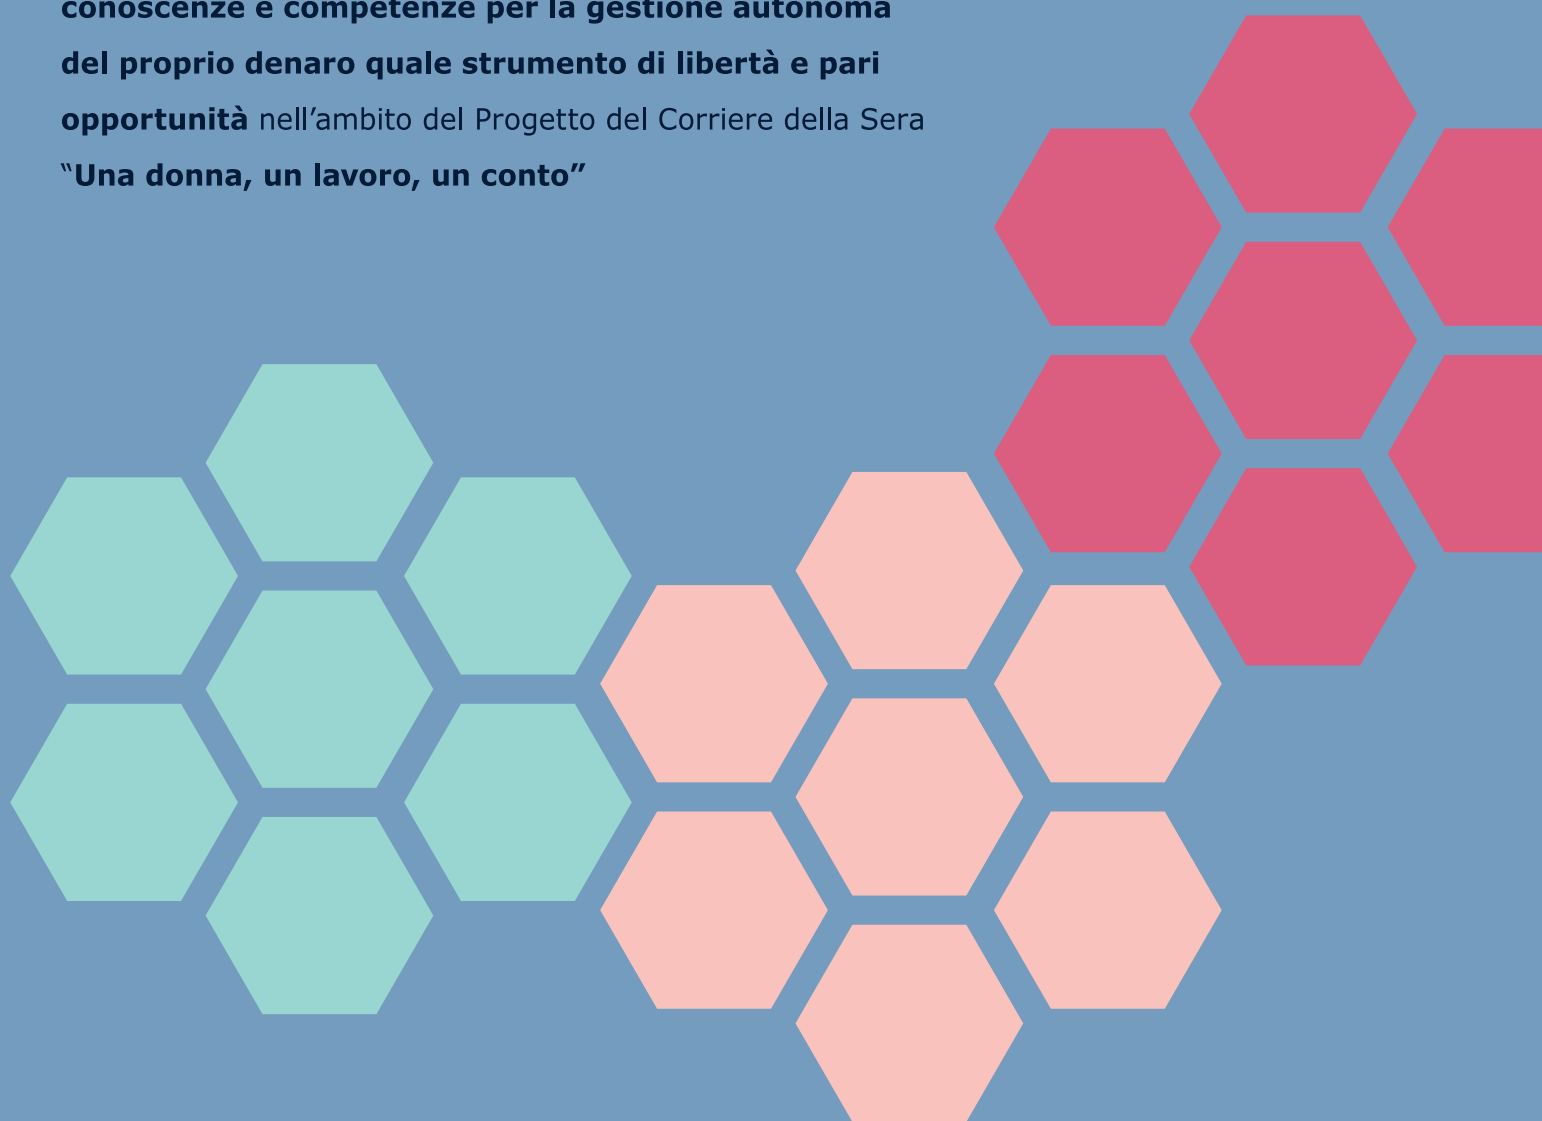 conoscenze e competenze per la gestione autonoma
del proprio denaro quale strumento di libertà e pari
opportunità nell’ambito del Progetto del Corriere della Sera
“Una donna, un lavoro, un conto”